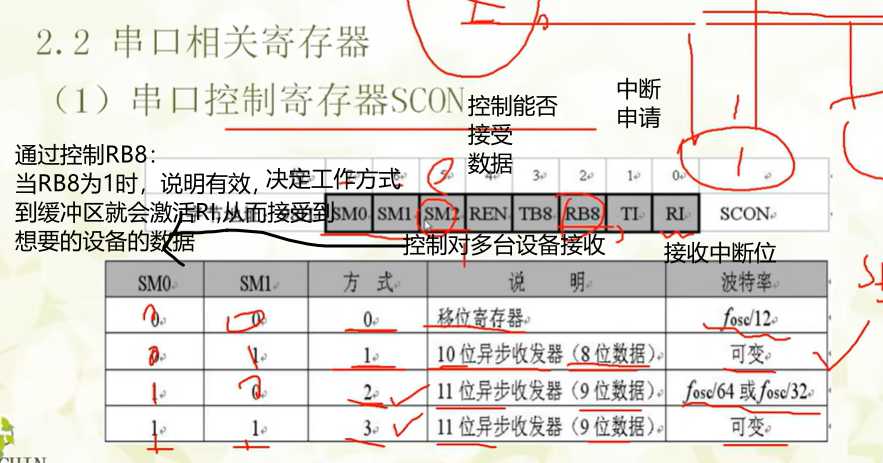 2.2 串口相关寄存器
（1）串口控制寄存器SCON
控制能否
接受
数据
中断
申请
通过控制RB8：
当RB8为1时，说明有效，
到缓冲区就会激活RI,从而接受到
想要的设备的数据
决定工作方式
6 5 4 3 2 1 0
SM0 SM1 SM2 REN TB8 RB8 TI RI SCON
控制对多台设备接收
接收中断位
SM0 SM1 方 式 说 明 波特率
0 0 0 移位寄存器 fosc/12
0 1 1 10位异步收发器（8位数据） 可变
1 0 2 11位异步收发器（9位数据） fosc/64 或 fosc/32
1 1 3 11位异步收发器（9位数据） 可变